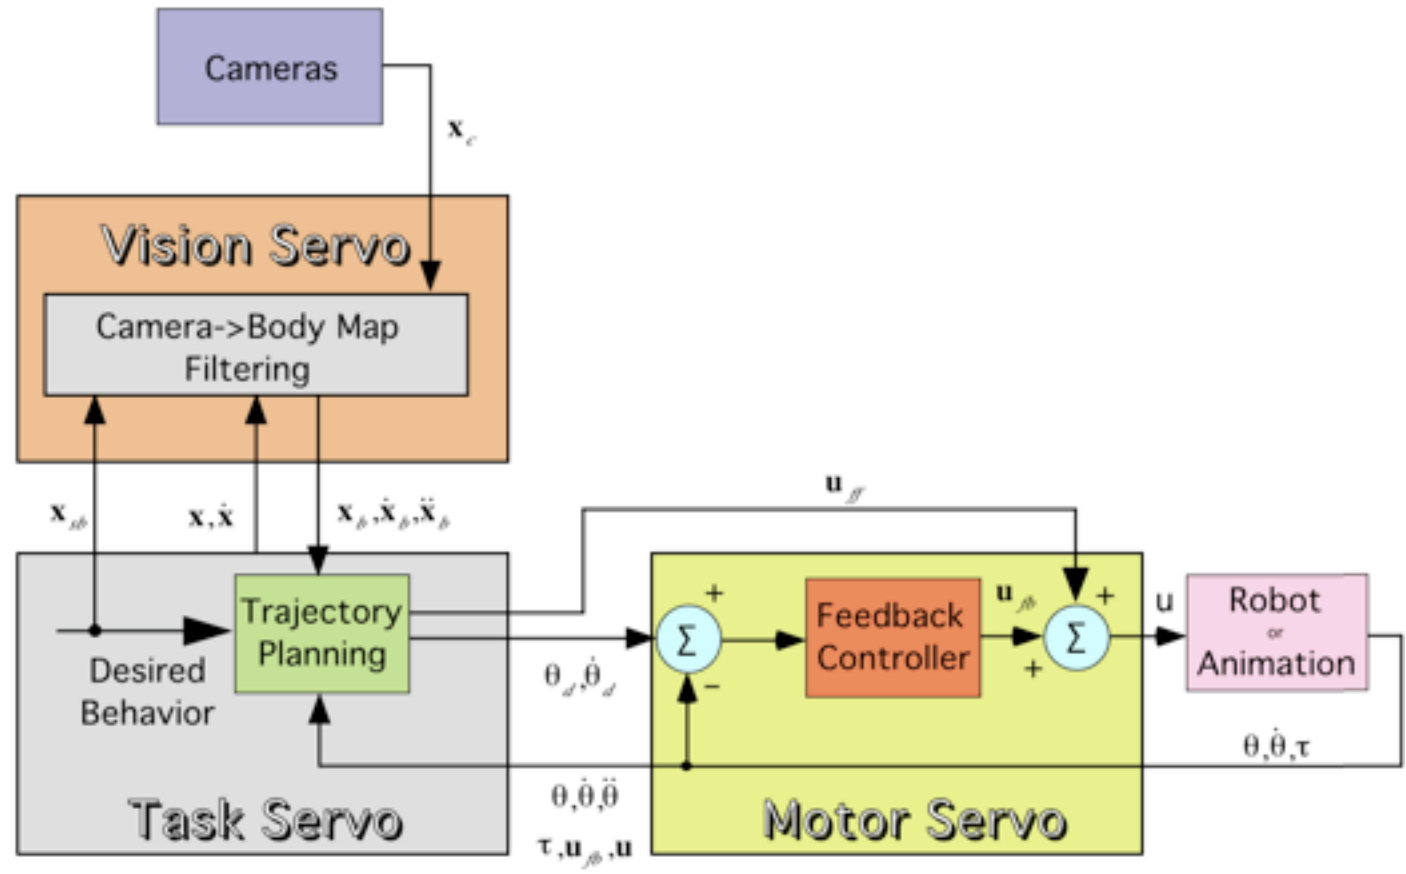 Cameras
x_c
Vision Servo
Camera->Body Map
Filtering
x_sb
x,ẋ
x_b,ẋ_b,ẍ_b
u_ff
Trajectory
Planning
Desired
Behavior
Task Servo
θ_d,θ̇_d
θ,θ̇,θ̈
τ,u_fb,u
+
Σ
−
Feedback
Controller
u_fb
+
Σ
+
Motor Servo
u
Robot
or
Animation
θ,θ̇,τ